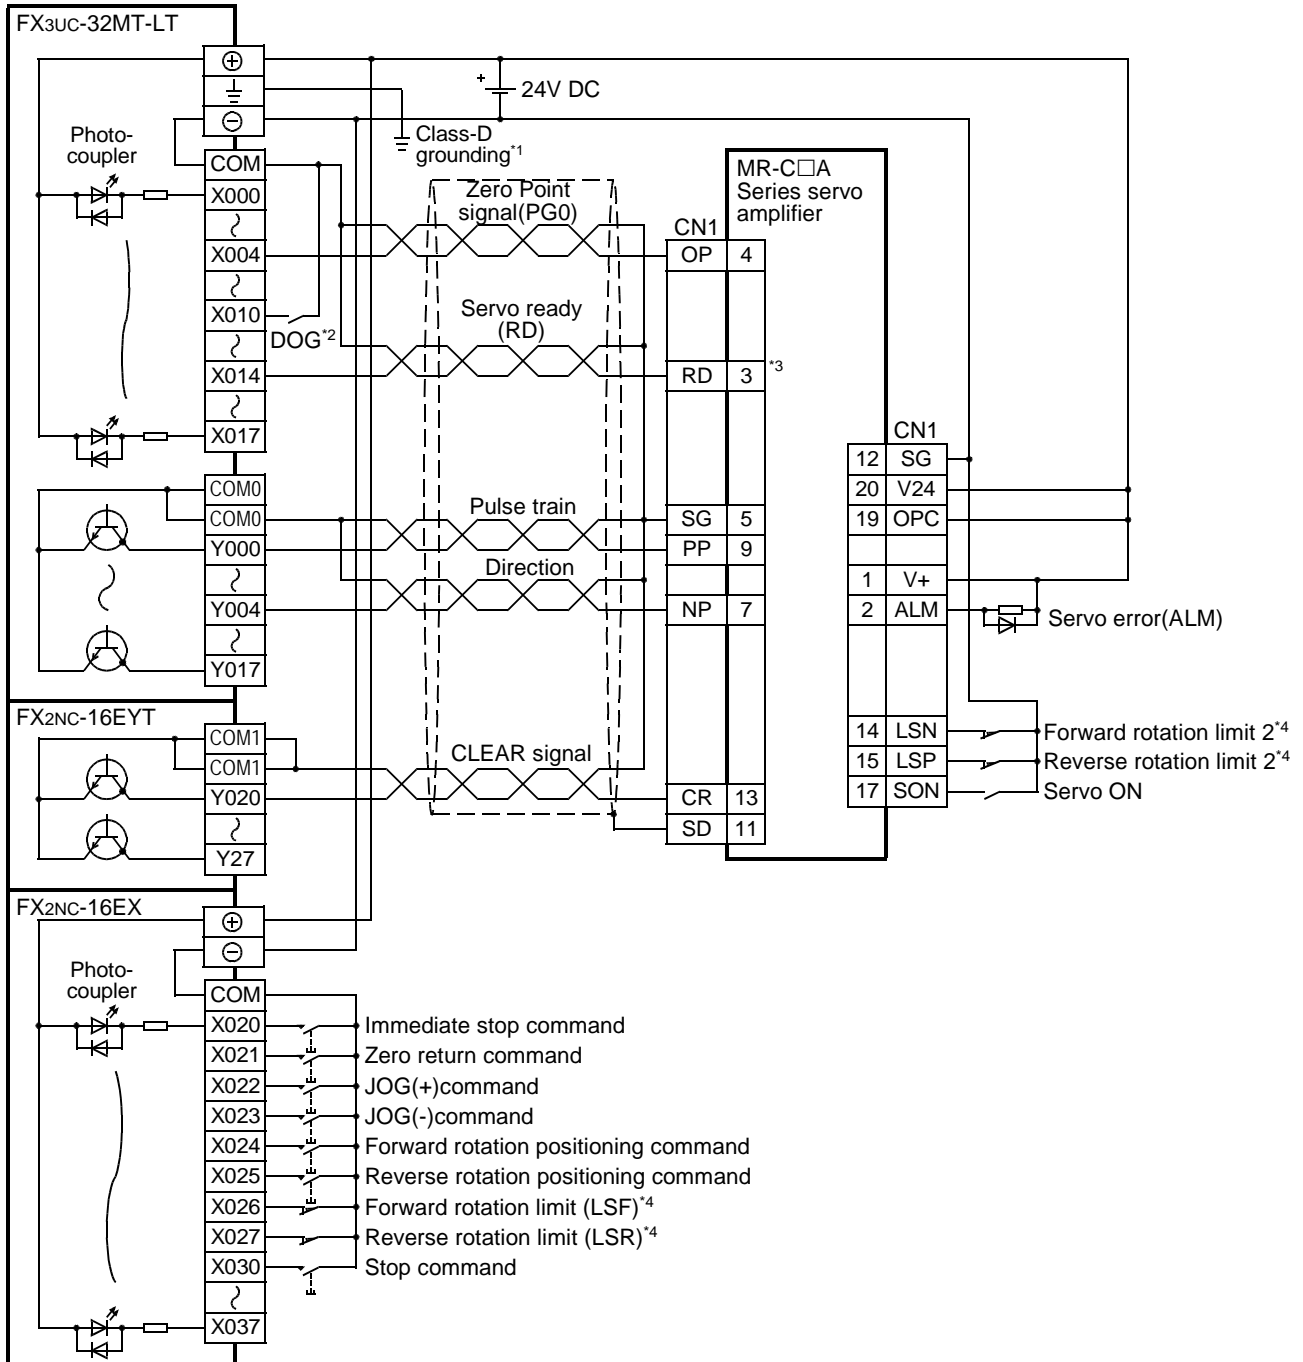 FX3UC-32MT-LT
24V DC
Class-D
grounding*1
Photo-
coupler
COM
X000
X004
X010
DOG*2
X014
X017
Zero Point
signal(PG0)
Servo ready
(RD)
CN1
MR-C□A
Series servo
amplifier
OP 4
RD 3 *3
COM0
COM0
Y000
Y004
Y017
Pulse train
Direction
SG 5
PP 9
NP 7
CN1
12 SG
20 V24
19 OPC
1 V+
2 ALM
Servo error(ALM)
14 LSN
Forward rotation limit 2*4
15 LSP
Reverse rotation limit 2*4
17 SON
Servo ON
FX2NC-16EYT
COM1
COM1
Y020
Y27
CLEAR signal
CR 13
SD 11
FX2NC-16EX
Photo-
coupler
COM
X020 Immediate stop command
X021 Zero return command
X022 JOG(+)command
X023 JOG(-)command
X024 Forward rotation positioning command
X025 Reverse rotation positioning command
X026 Forward rotation limit (LSF)*4
X027 Reverse rotation limit (LSR)*4
X030 Stop command
X037